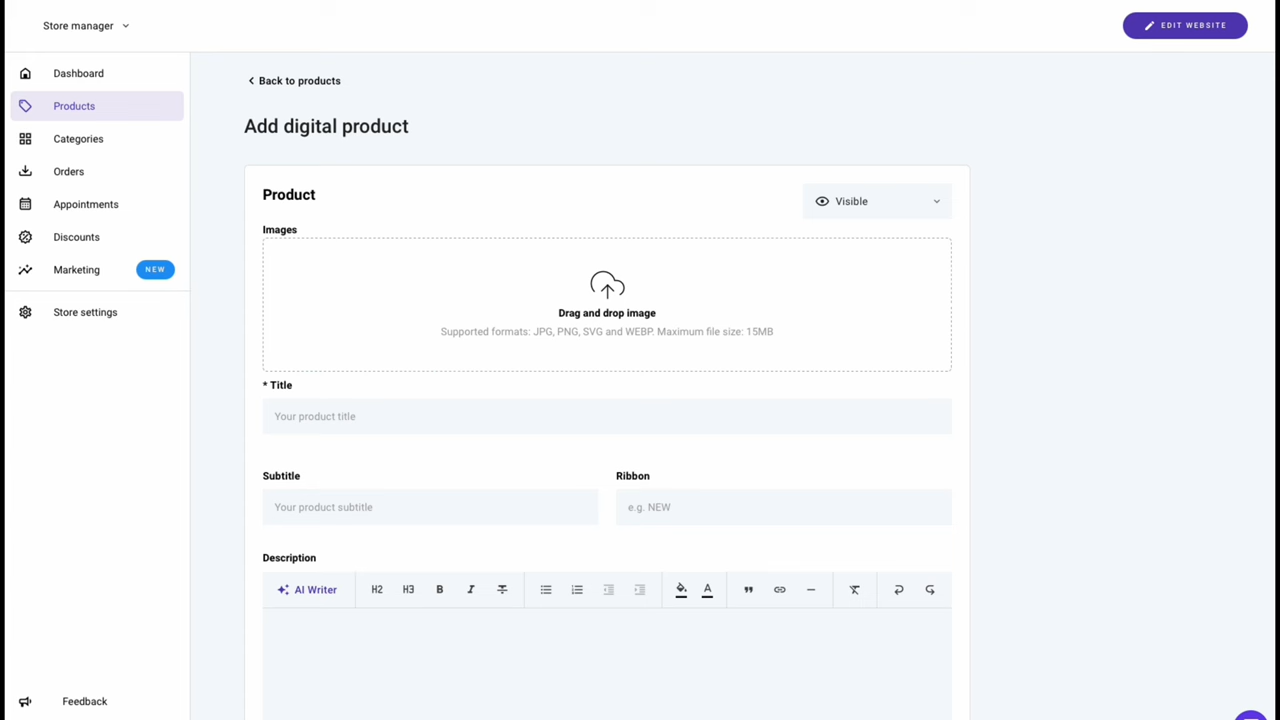 Store manager
EDIT WEBSITE
Dashboard
Products
Categories
Orders
Appointments
Discounts
Marketing NEW
Store settings
Feedback
Back to products
Add digital product
Product
Visible
Images
Drag and drop image
Supported formats: JPG, PNG, SVG and WEBP. Maximum file size: 15MB
* Title
Your product title
Subtitle
Your product subtitle
Ribbon
e.g. NEW
Description
AI Writer H2 H3 B I S A